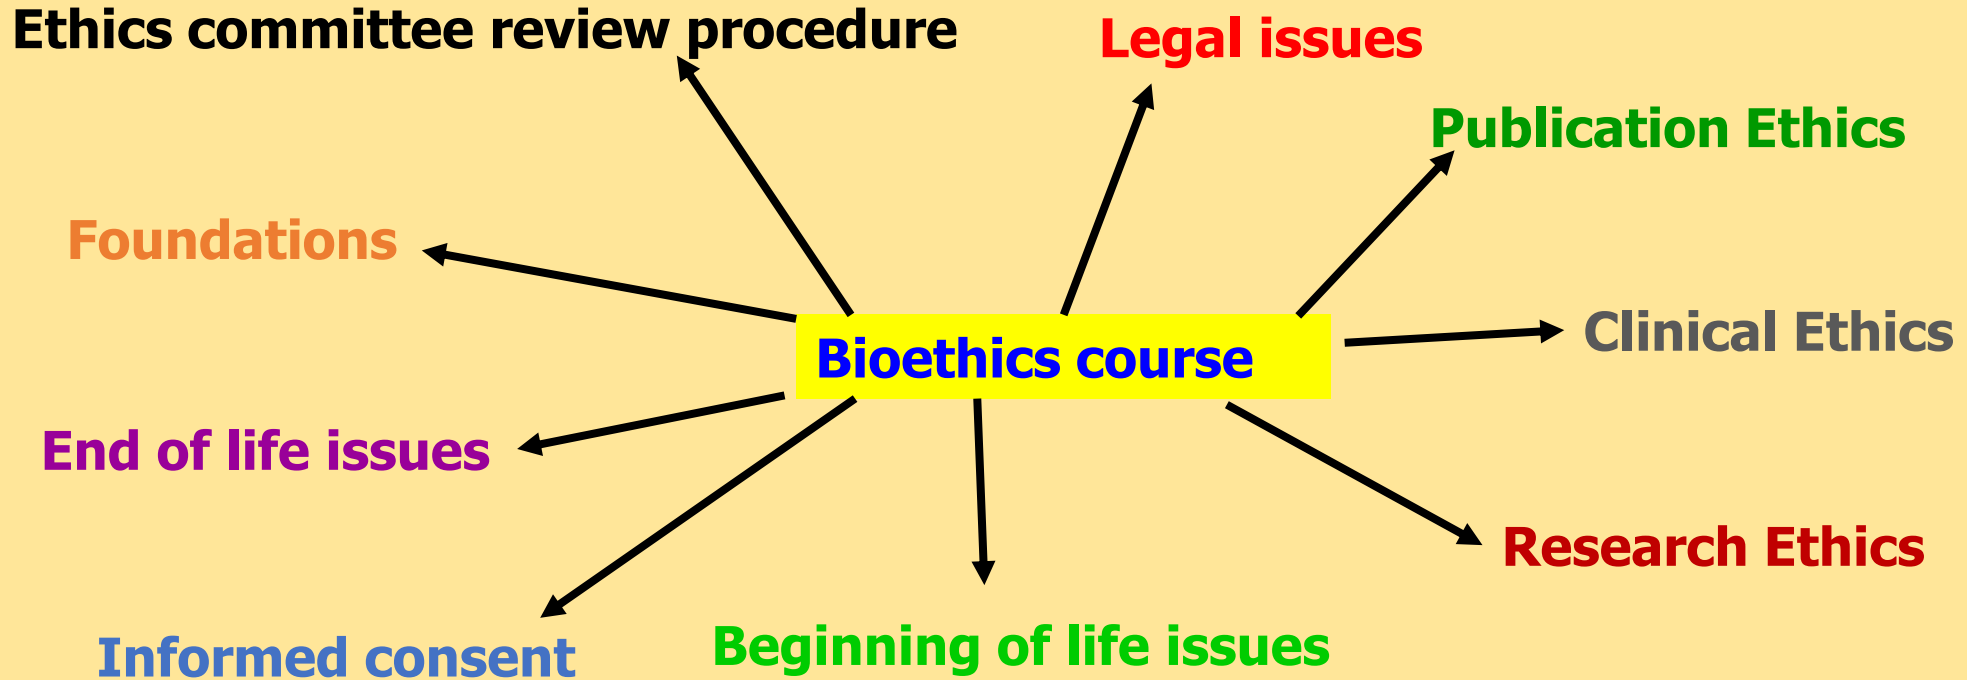 Ethics committee review procedure
Legal issues
Publication Ethics
Foundations
Clinical Ethics
Bioethics course
End of life issues
Research Ethics
Informed consent
Beginning of life issues